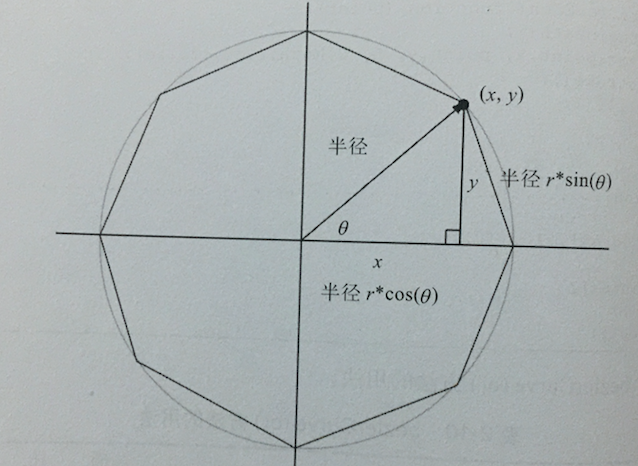 (x, y)
半径
y
半径 r*sin(θ)
θ
x
半径 r*cos(θ)